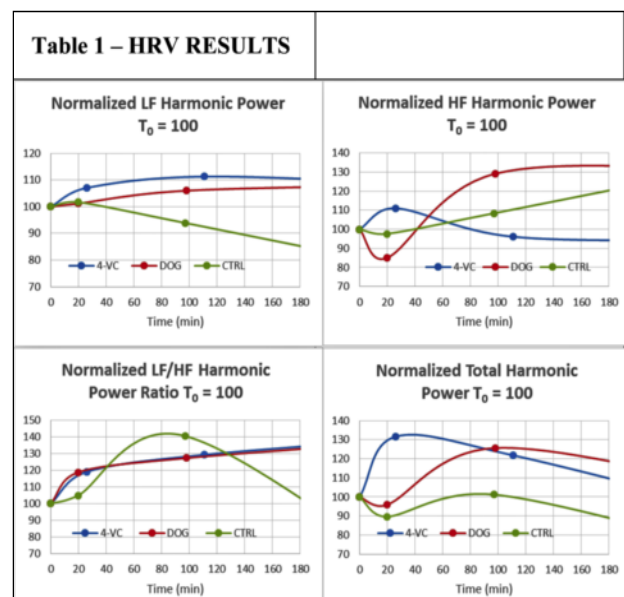 Table 1 – HRV RESULTS
Normalized LF Harmonic Power
T₀ = 100
120
110
100
90
80
70
4-VC DOG CTRL
0 20 40 60 80 100 120 140 160 180
Time (min)
Normalized HF Harmonic Power
T₀ = 100
140
130
120
110
100
90
80
70
4-VC DOG CTRL
0 20 40 60 80 100 120 140 160 180
Time (min)
Normalized LF/HF Harmonic
Power Ratio T₀ = 100
150
140
130
120
110
100
90
80
70
4-VC DOG CTRL
0 20 40 60 80 100 120 140 160 180
Time (min)
Normalized Total Harmonic
Power T₀ = 100
140
130
120
110
100
90
80
70
4-VC DOG CTRL
0 20 40 60 80 100 120 140 160 180
Time (min)